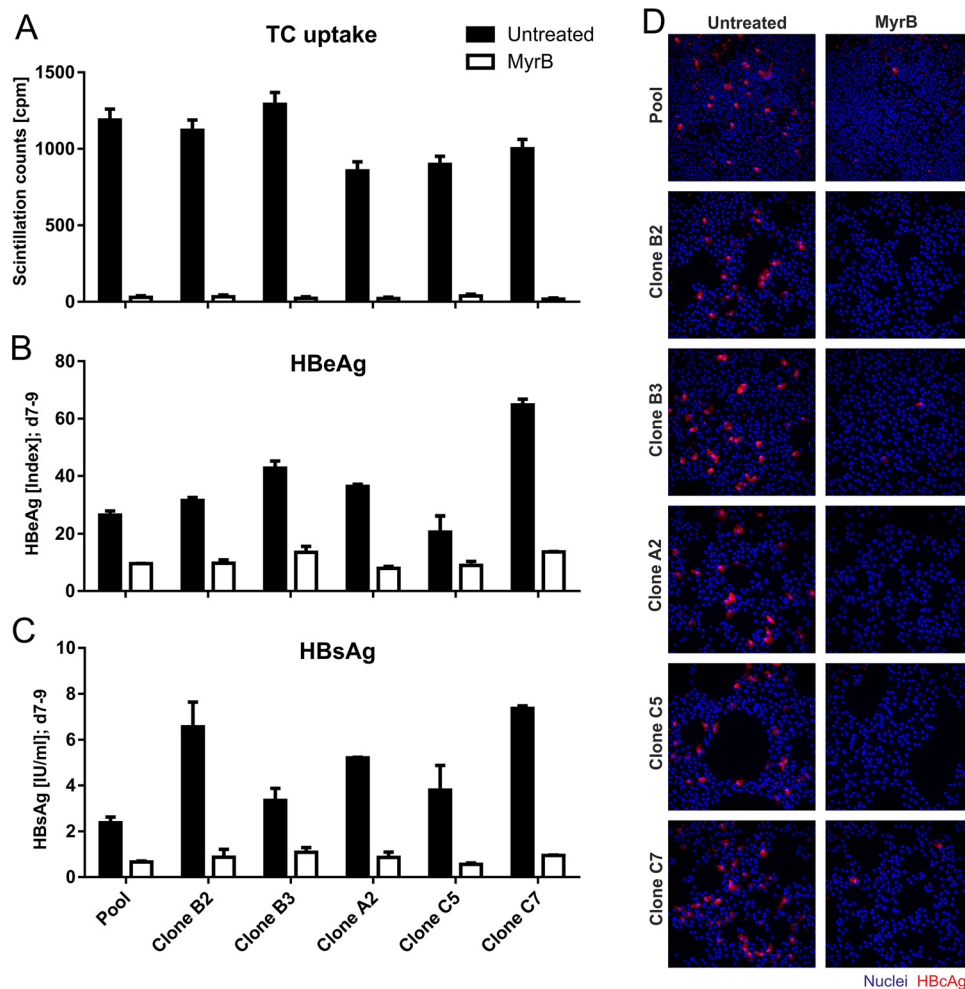 A
TC uptake
Untreated
MyrB
Scintillation counts [cpm]
1500
1000
500
0
B
HBeAg
HBeAg [Index]; d7-9
80
60
40
20
0
C
HBsAg
HBsAg [IU/ml]; d7-9
10
8
6
4
2
0
Pool
Clone B2
Clone B3
Clone A2
Clone C5
Clone C7
D
Untreated
MyrB
Pool
Clone B2
Clone B3
Clone A2
Clone C5
Clone C7
Nuclei HBcAg